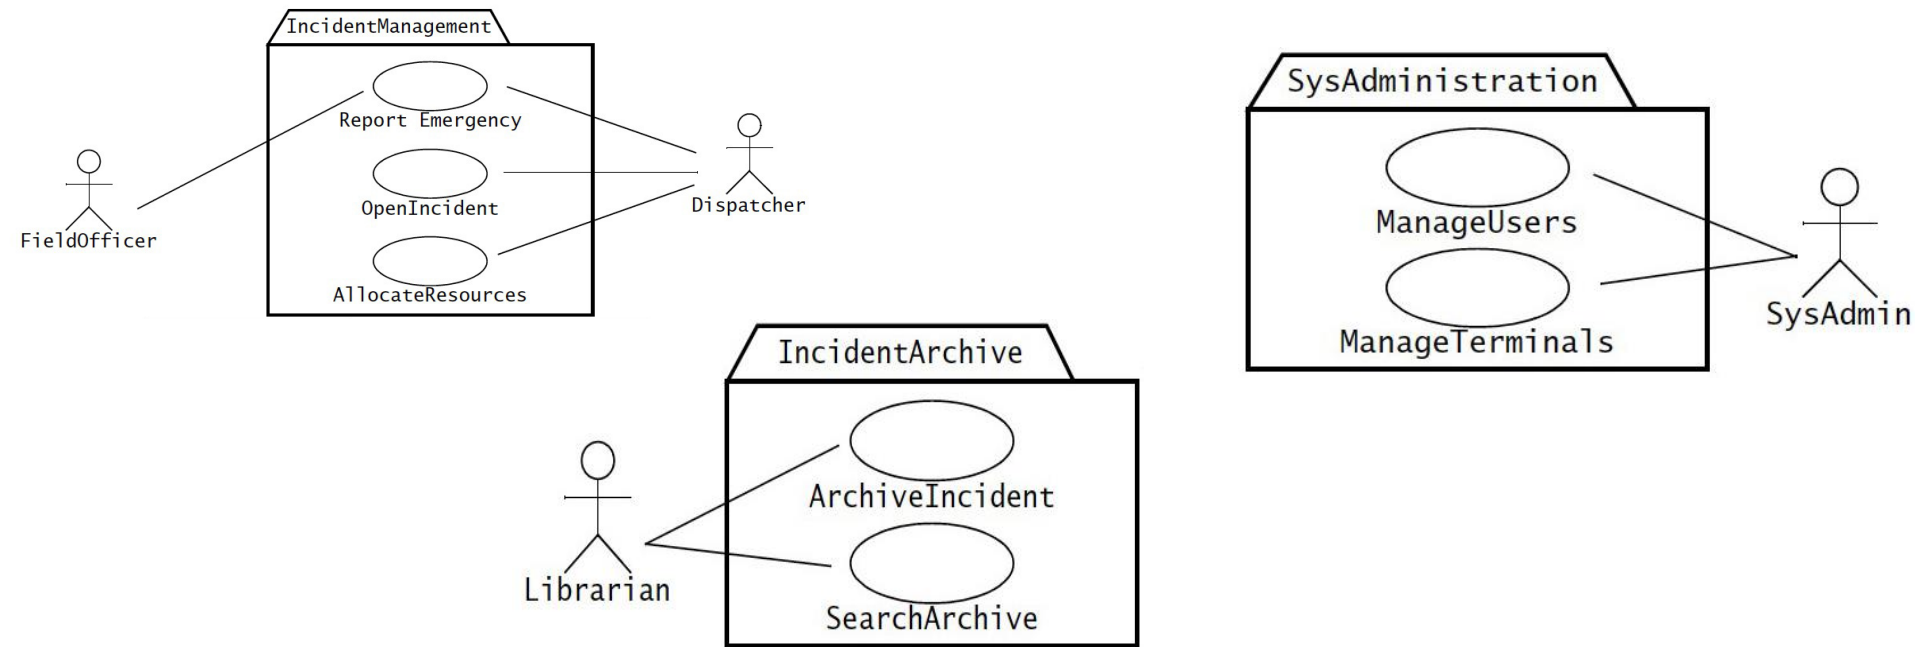 IncidentManagement
Report Emergency
OpenIncident
AllocateResources
FieldOfficer
Dispatcher
SysAdministration
ManageUsers
ManageTerminals
SysAdmin
IncidentArchive
ArchiveIncident
SearchArchive
Librarian